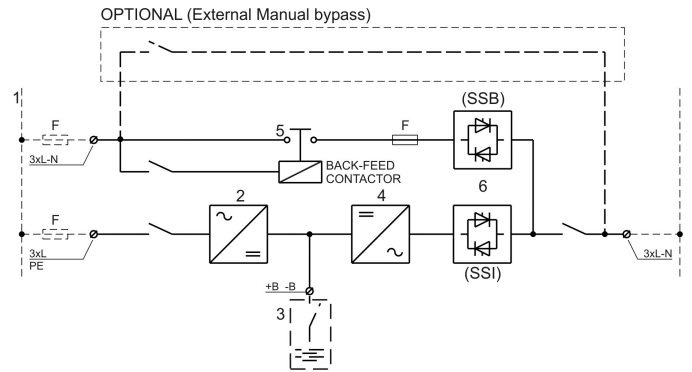 OPTIONAL (External Manual bypass)
1
F
3xL-N
5
F
(SSB)
BACK-FEED
CONTACTOR
6
2
4
F
3xL
PE
(SSI)
3xL-N
+B -B
3